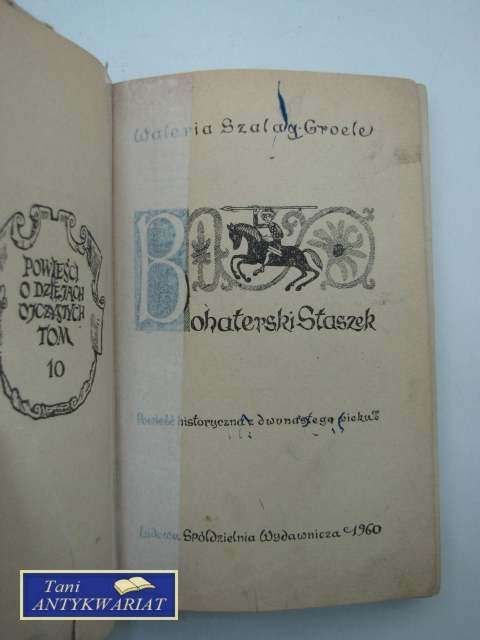 POWIEŚCI
O DZIEJACH
OJCZYSTYCH
TOM
10
Waleria Szalag-Groele
Bohaterski Staszek
Powieść historyczna z dwunastego wieku
Ludowa Spółdzielnia Wydawnicza 1960
Tani
ANTYKWARIAT